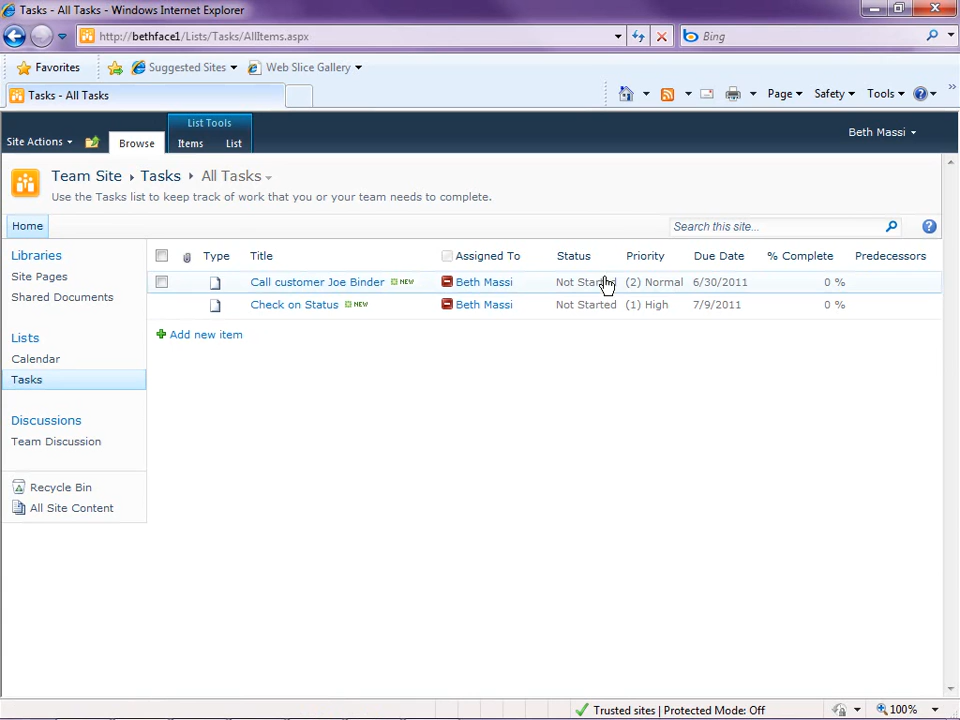 Tasks - All Tasks - Windows Internet Explorer
http://bethface1/Lists/Tasks/AllItems.aspx
Bing
Favorites Suggested Sites Web Slice Gallery
Tasks - All Tasks
Page Safety Tools
List Tools
Site Actions Browse Items List
Beth Massi
Team Site Tasks All Tasks
Use the Tasks list to keep track of work that you or your team needs to complete.
Home
Search this site...
Libraries
Site Pages
Shared Documents
Lists
Calendar
Tasks
Discussions
Team Discussion
Recycle Bin
All Site Content
Type Title Assigned To Status Priority Due Date % Complete Predecessors
Call customer Joe Binder NEW Beth Massi Not Started (2) Normal 6/30/2011 0 %
Check on Status NEW Beth Massi Not Started (1) High 7/9/2011 0 %
Add new item
Trusted sites | Protected Mode: Off
100%